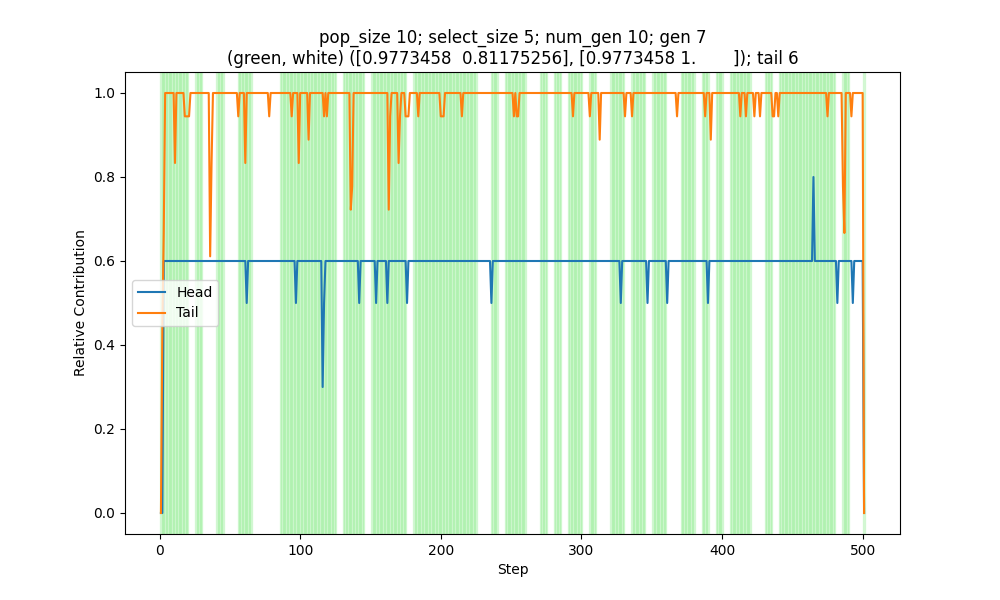 pop_size 10; select_size 5; num_gen 10; gen 7
(green, white) ([0.9773458 0.81175256], [0.9773458 1. ]); tail 6
1.0
0.8
0.6
0.4
0.2
0.0
Relative Contribution
Head
Tail
0
100
200
300
400
500
Step